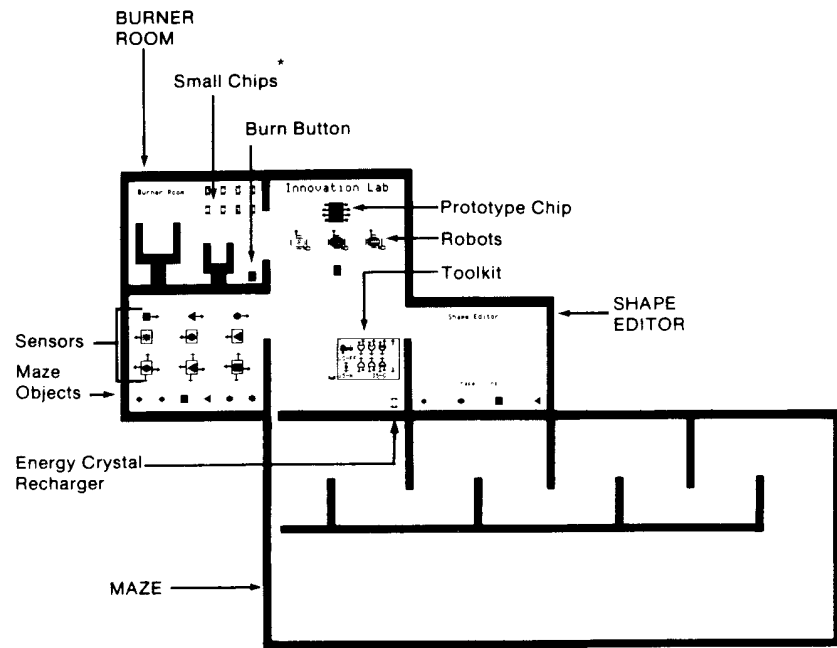 BURNER
ROOM
*
Small Chips
Burn Button
Burner Room
Innovation Lab
Prototype Chip
Robots
Toolkit
SHAPE
EDITOR
Shape Editor
Sensors
Maze
Objects
Energy Crystal
Recharger
MAZE